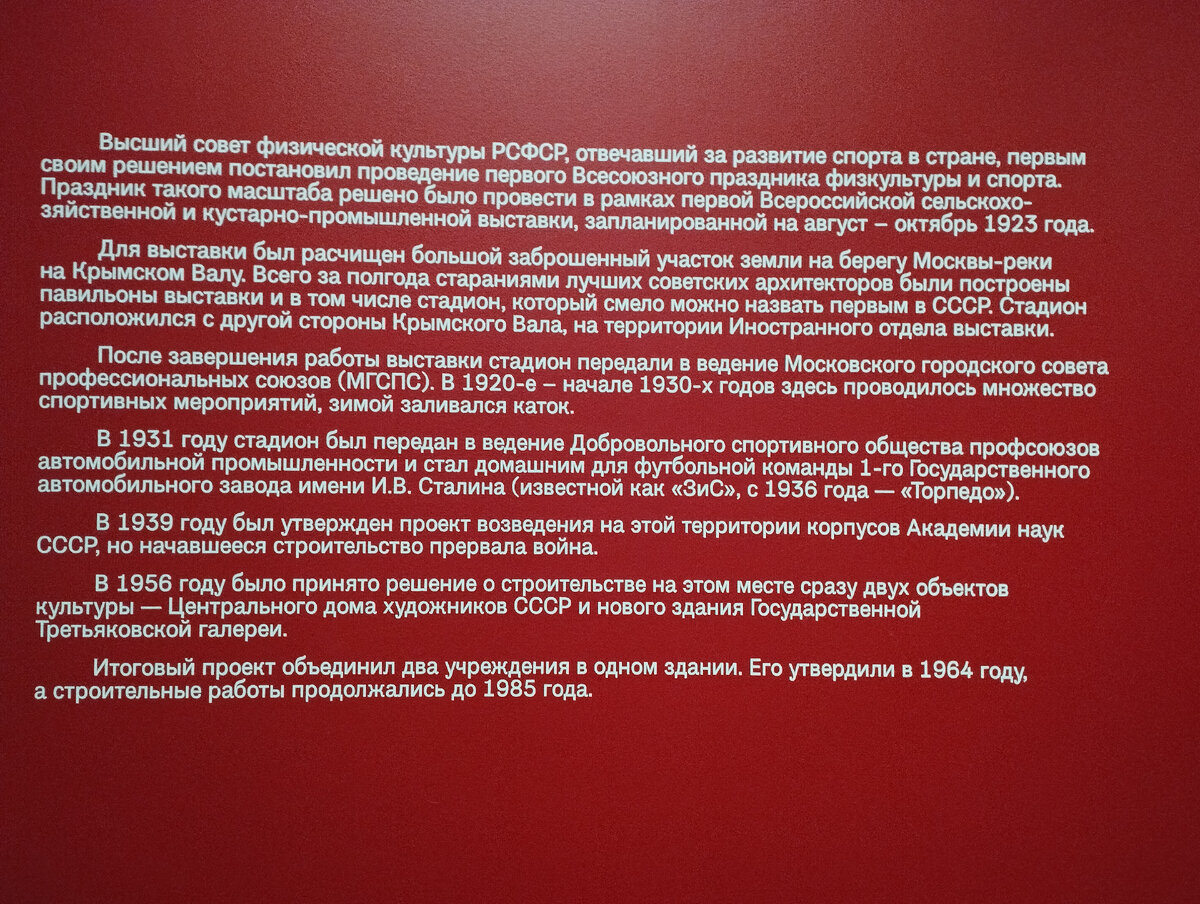 Высший совет физической культуры РСФСР, отвечавший за развитие спорта в стране, первым
своим решением постановил проведение первого Всесоюзного праздника физкультуры и спорта.
Праздник такого масштаба решено было провести в рамках первой Всероссийской сельскохо-
зяйственной и кустарно-промышленной выставки, запланированной на август – октябрь 1923 года.
Для выставки был расчищен большой заброшенный участок земли на берегу Москвы-реки
на Крымском Валу. Всего за полгода стараниями лучших советских архитекторов были построены
павильоны выставки и в том числе стадион, который смело можно назвать первым в СССР. Стадион
расположился с другой стороны Крымского Вала, на территории Иностранного отдела выставки.
После завершения работы выставки стадион передали в ведение Московского городского совета
профессиональных союзов (МГСПС). В 1920-е – начале 1930-х годов здесь проводилось множество
спортивных мероприятий, зимой заливался каток.
В 1931 году стадион был передан в ведение Добровольного спортивного общества профсоюзов
автомобильной промышленности и стал домашним для футбольной команды 1-го Государственного
автомобильного завода имени И.В. Сталина (известной как «ЗиС», с 1936 года — «Торпедо»).
В 1939 году был утвержден проект возведения на этой территории корпусов Академии наук
СССР, но начавшееся строительство прервала война.
В 1956 году было принято решение о строительстве на этом месте сразу двух объектов
культуры — Центрального дома художников СССР и нового здания Государственной
Третьяковской галереи.
Итоговый проект объединил два учреждения в одном здании. Его утвердили в 1964 году,
а строительные работы продолжались до 1985 года.